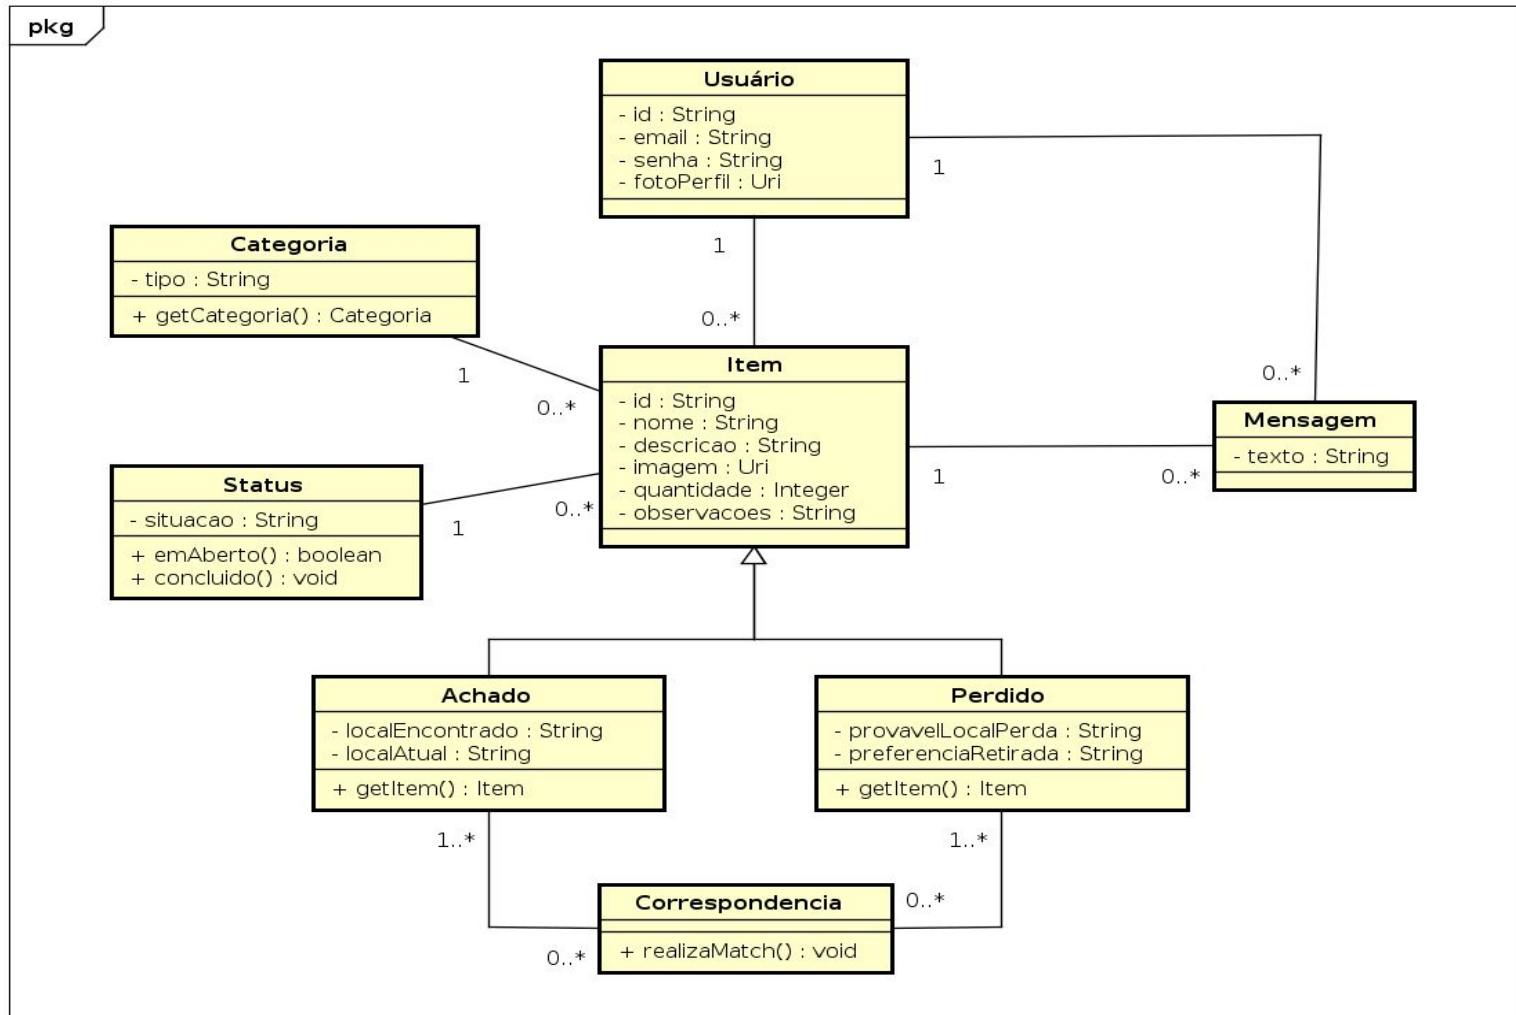 pkg
Usuário
- id : String
- email : String
- senha : String
- fotoPerfil : Uri
1
1
Categoria
- tipo : String
+ getCategoria() : Categoria
1
0..*
0..*
Item
- id : String
- nome : String
- descricao : String
- imagem : Uri
- quantidade : Integer
- observacoes : String
0..*
Mensagem
- texto : String
1
0..*
Status
- situacao : String
+ emAberto() : boolean
+ concluido() : void
1
0..*
Achado
- localEncontrado : String
- localAtual : String
+ getItem() : Item
Perdido
- provavelLocalPerda : String
- preferenciaRetirada : String
+ getItem() : Item
1..*
1..*
Correspondencia
+ realizaMatch() : void
0..*
0..*